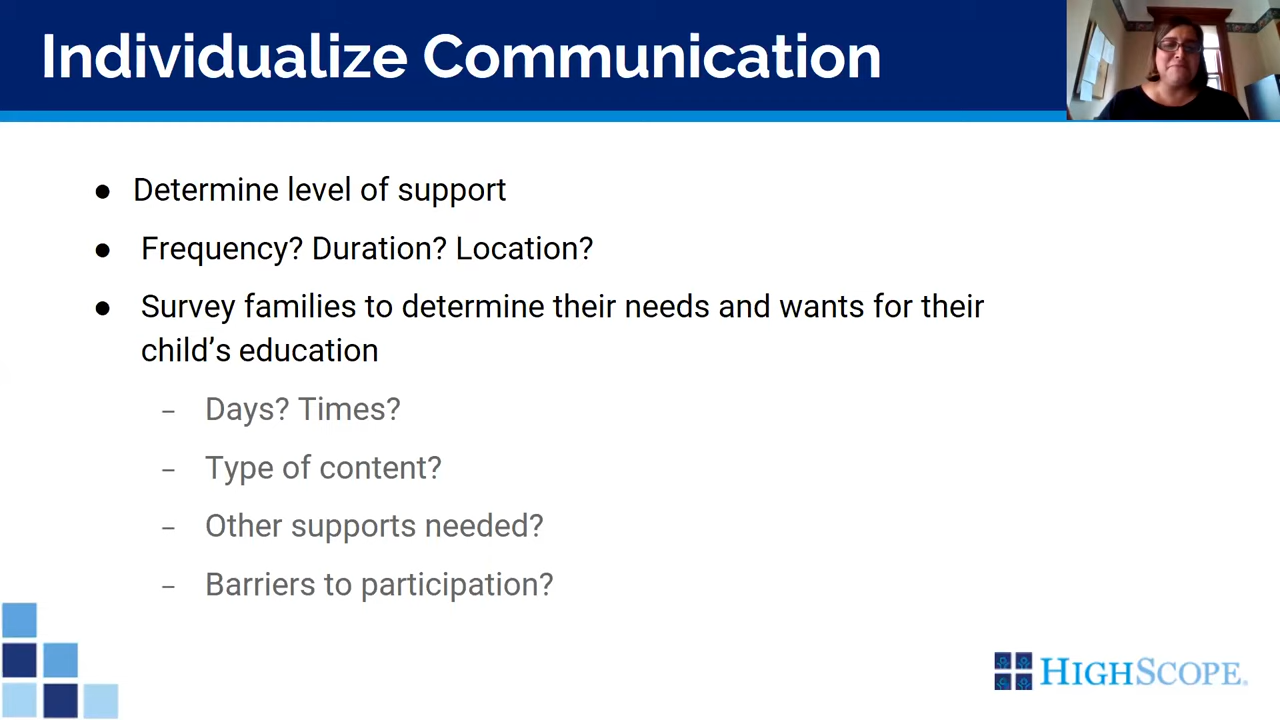 Individualize Communication
● Determine level of support
● Frequency? Duration? Location?
● Survey families to determine their needs and wants for their
child’s education
– Days? Times?
– Type of content?
– Other supports needed?
– Barriers to participation?
HIGHSCOPE